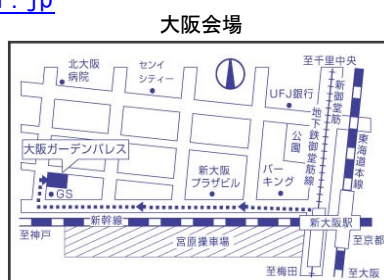 .jp
大阪会場
至千里中央
北大阪
病院
センイ
シティー
UFJ銀行
新御堂筋
地下鉄御堂筋線
東海道本線
公園
大阪ガーデンパレス
GS
新大阪
プラザビル
パーキング
新幹線
新大阪駅
至神戸
宮原操車場
至京都
至梅田
至大阪